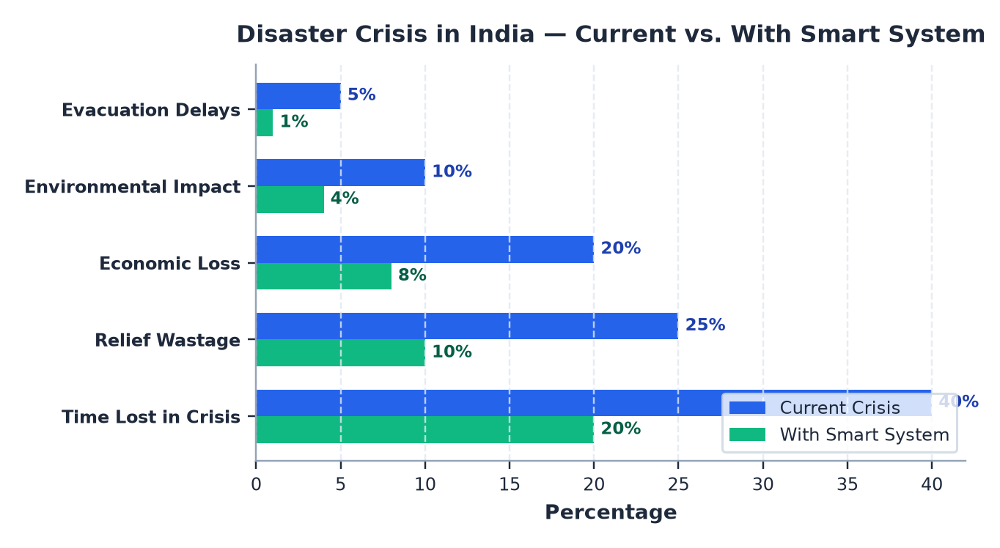 Disaster Crisis in India — Current vs. With Smart System
Evacuation Delays
5%
1%
Environmental Impact
10%
4%
Economic Loss
20%
8%
Relief Wastage
25%
10%
Time Lost in Crisis
40%
20%
Current Crisis
With Smart System
0 5 10 15 20 25 30 35 40
Percentage